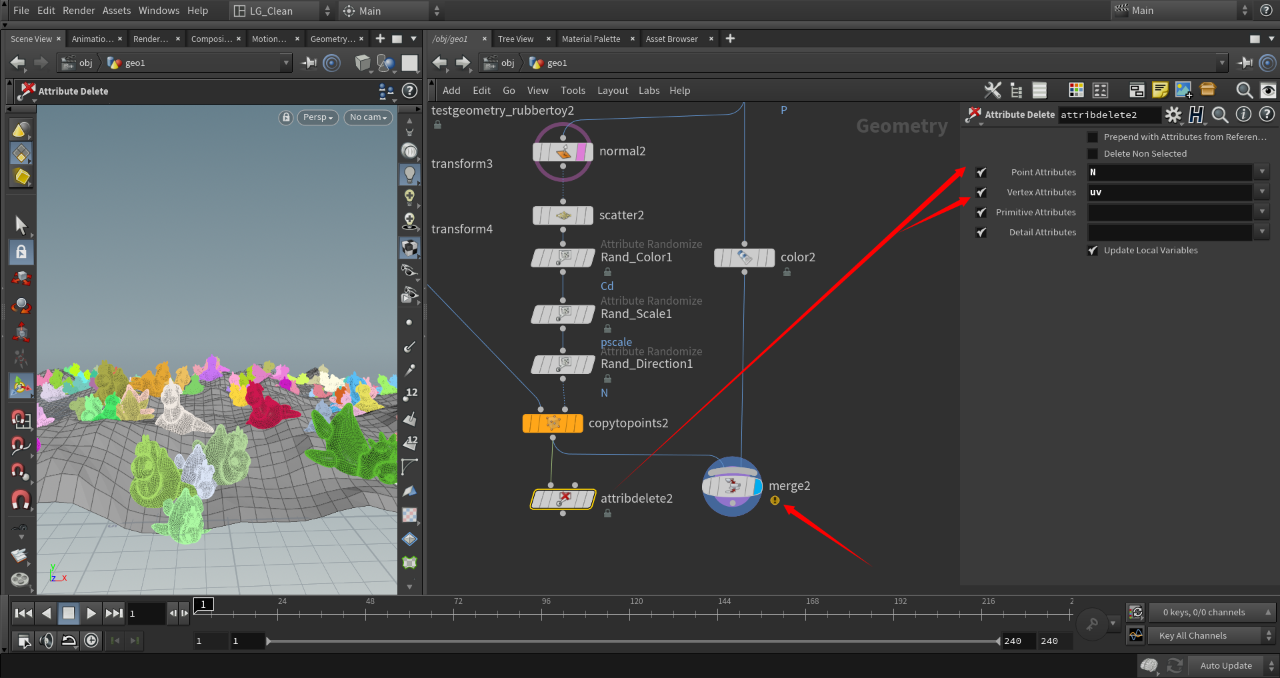 File Edit Render Assets Windows Help LG_Clean Main Main
Scene View Animatio... Render... Composi... Motion... Geometry... /obj/geo1 Tree View Material Palette Asset Browser
obj geo1 obj geo1
Attribute Delete
Persp No cam
12
12
y
z x
Add Edit Go View Tools Layout Labs Help
testgeometry_rubbertoy2
P
Geometry
normal2
transform3
scatter2
transform4
Attribute Randomize
Rand_Color1
color2
Cd
Attribute Randomize
Rand_Scale1
pscale
Attribute Randomize
Rand_Direction1
N
copytopoints2
merge2
attribdelete2
Attribute Delete attribdelete2
Prepend with Attributes from Referen...
Delete Non Selected
Point Attributes N
Vertex Attributes uv
Primitive Attributes
Detail Attributes
Update Local Variables
1 1 24 48 72 96 120 144 168 192 216 2
0 keys, 0/0 channels
1 1 240 240 Key All Channels
Auto Update